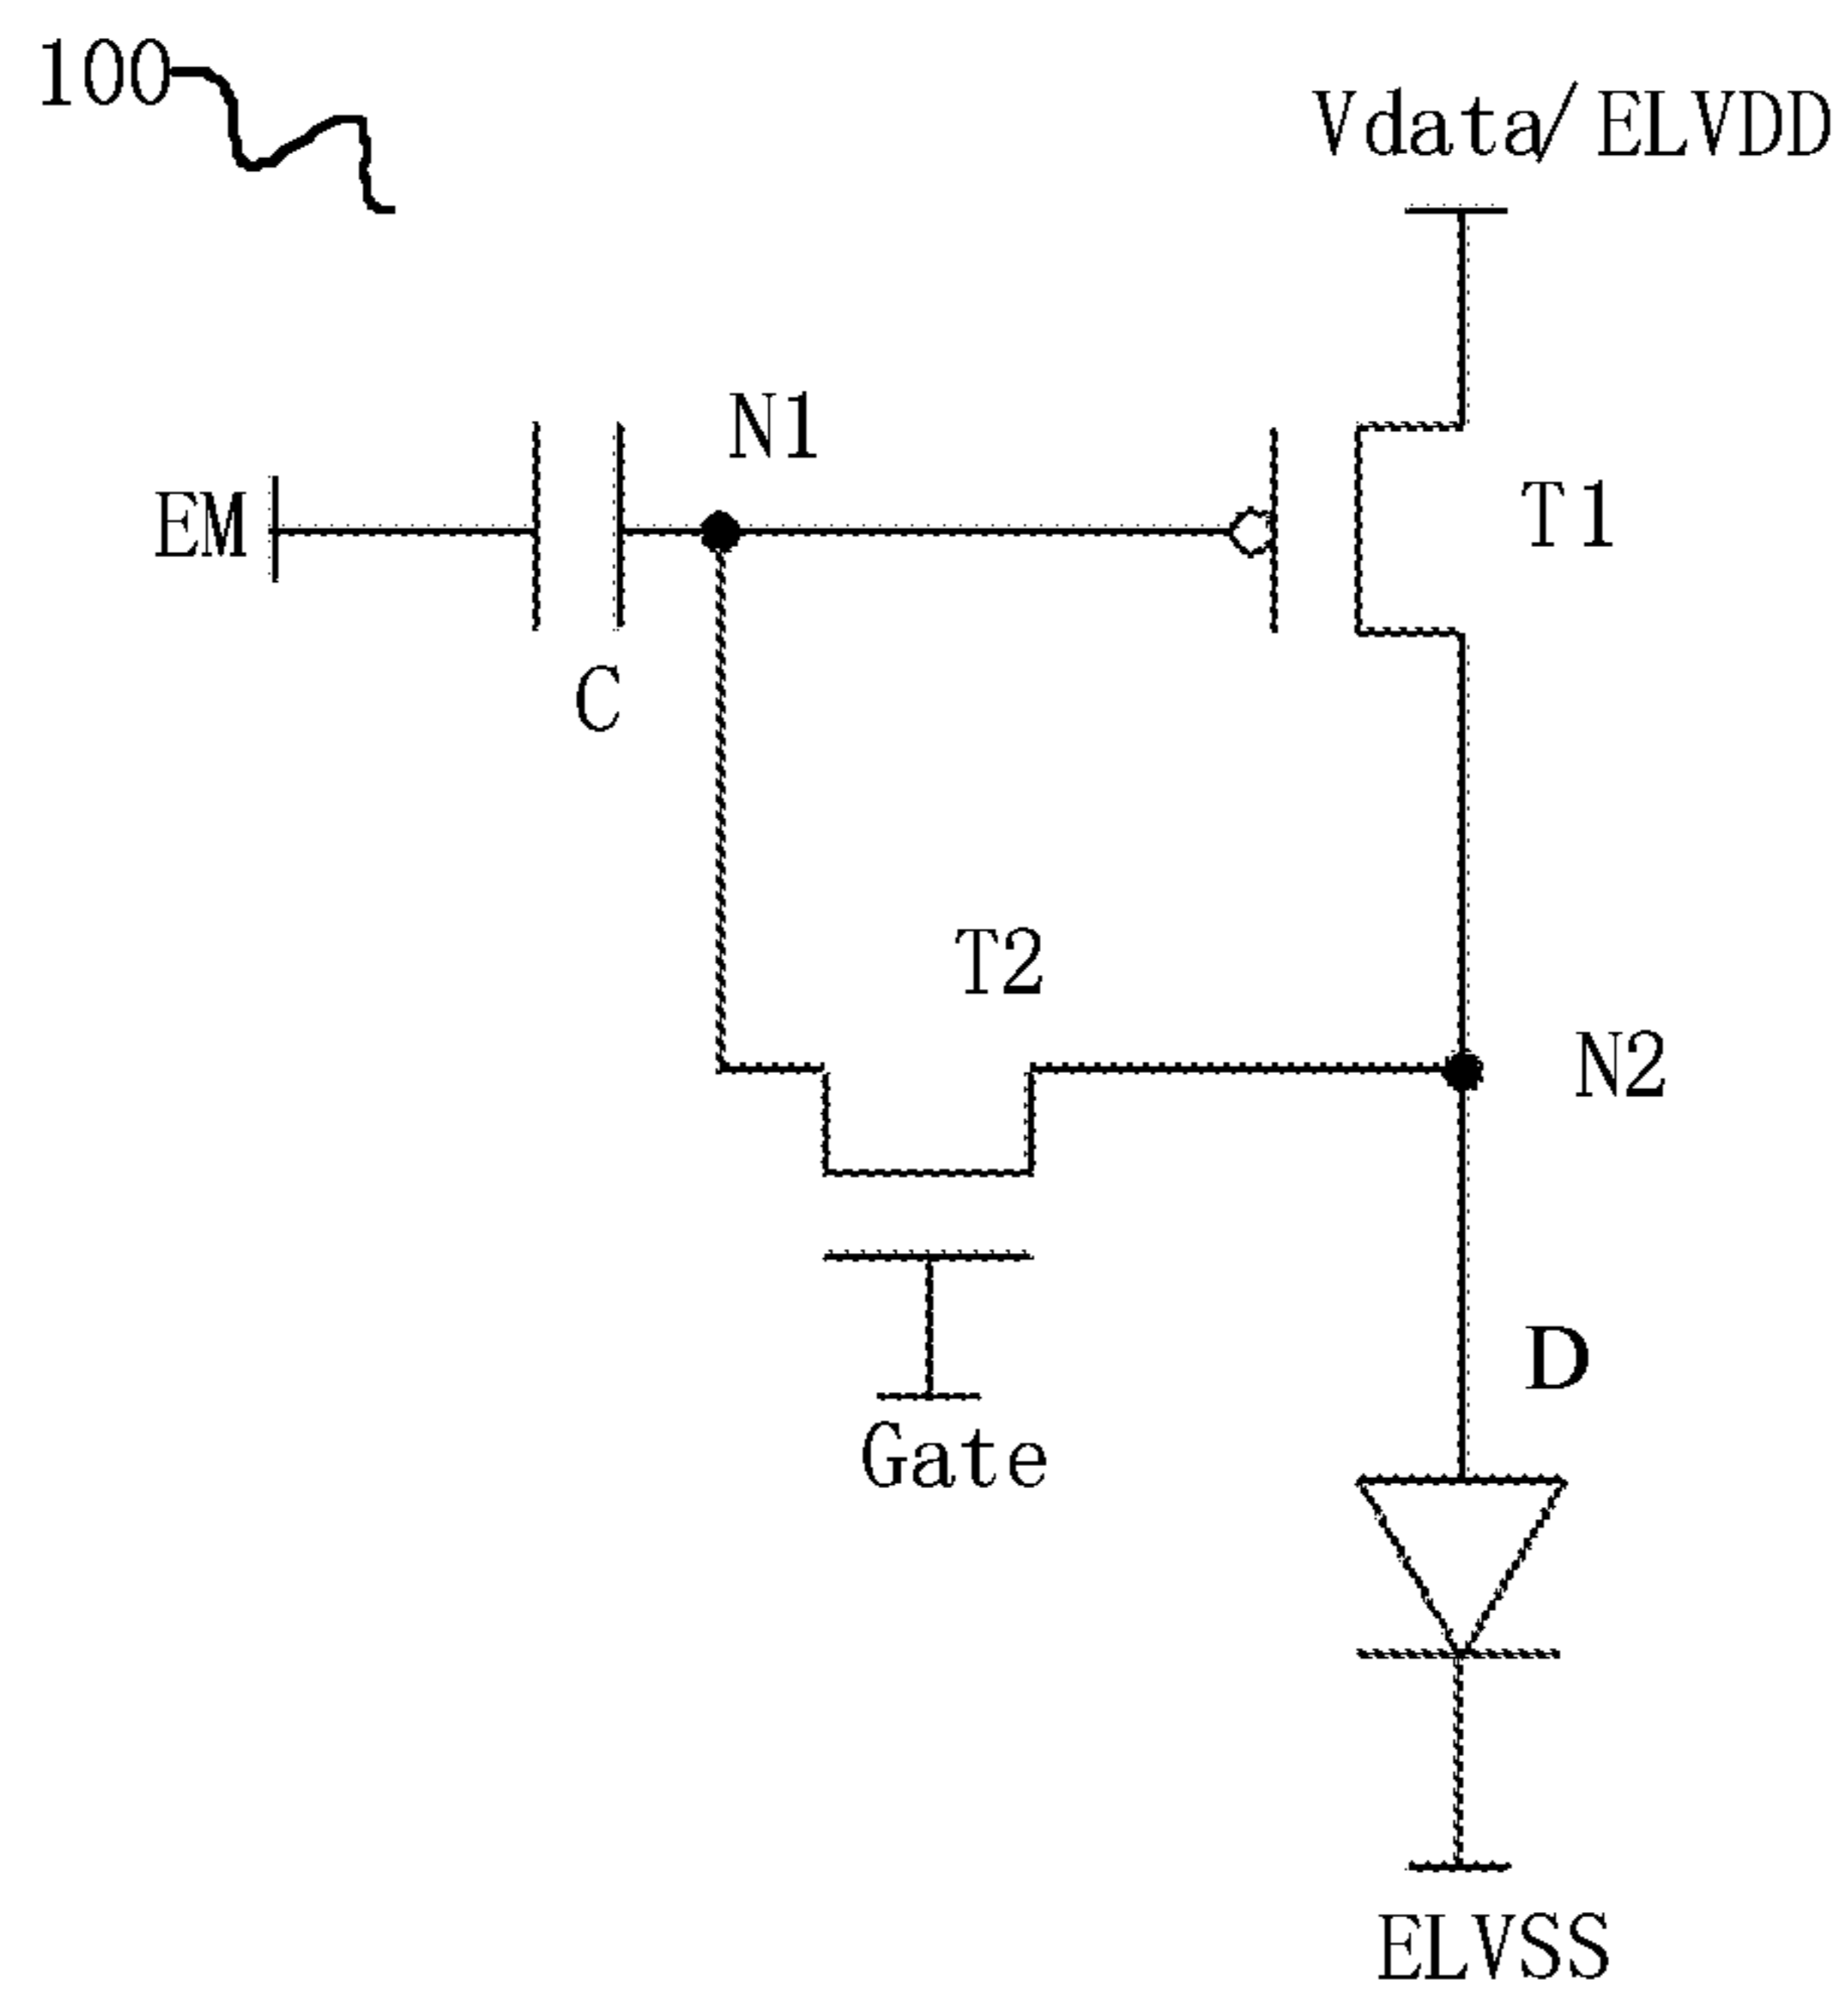 100
Vdata/ELVDD
N1
EM
T1
C
T2
N2
D
Gate
ELVSS